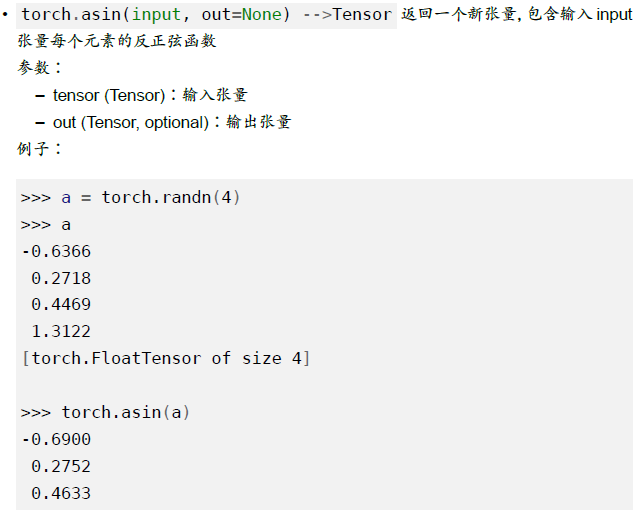 • torch.asin(input, out=None) -->Tensor 返回一个新张量, 包含输入 input
张量每个元素的反正弦函数
参数：
– tensor (Tensor)：输入张量
– out (Tensor, optional)：输出张量
例子：
>>> a = torch.randn(4)
>>> a
-0.6366
0.2718
0.4469
1.3122
[torch.FloatTensor of size 4]
>>> torch.asin(a)
-0.6900
0.2752
0.4633